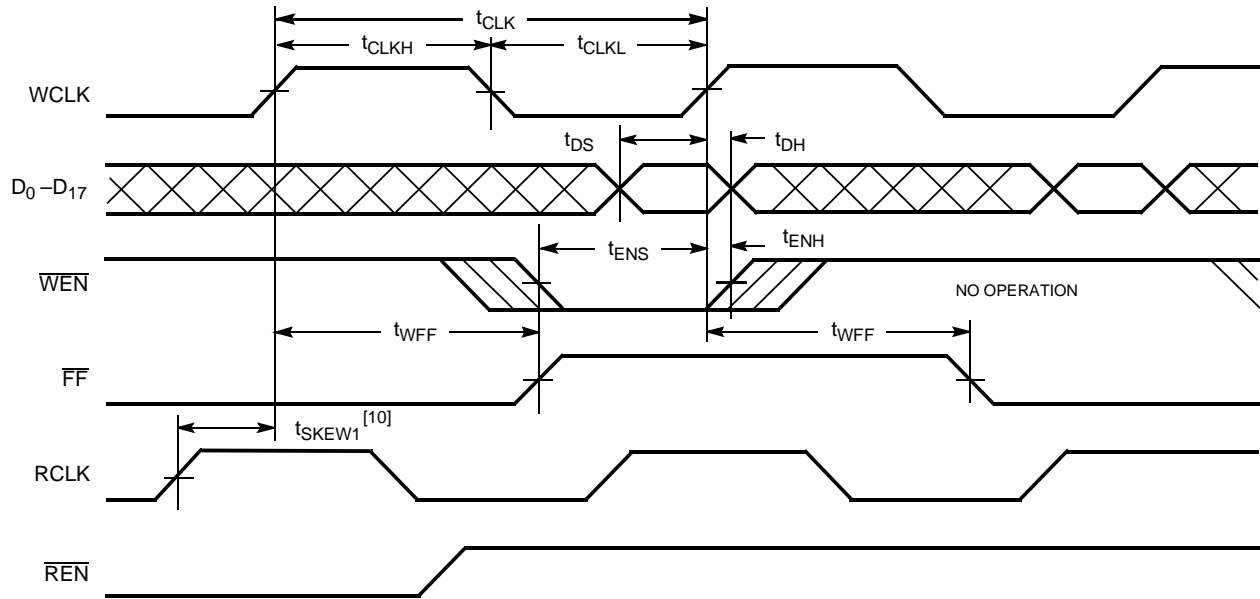 tCLK
tCLKH tCLKL
WCLK
tDS tDH
D0 –D17
tENS tENH
WEN
NO OPERATION
tWFF tWFF
FF
tSKEW1 [10]
RCLK
REN